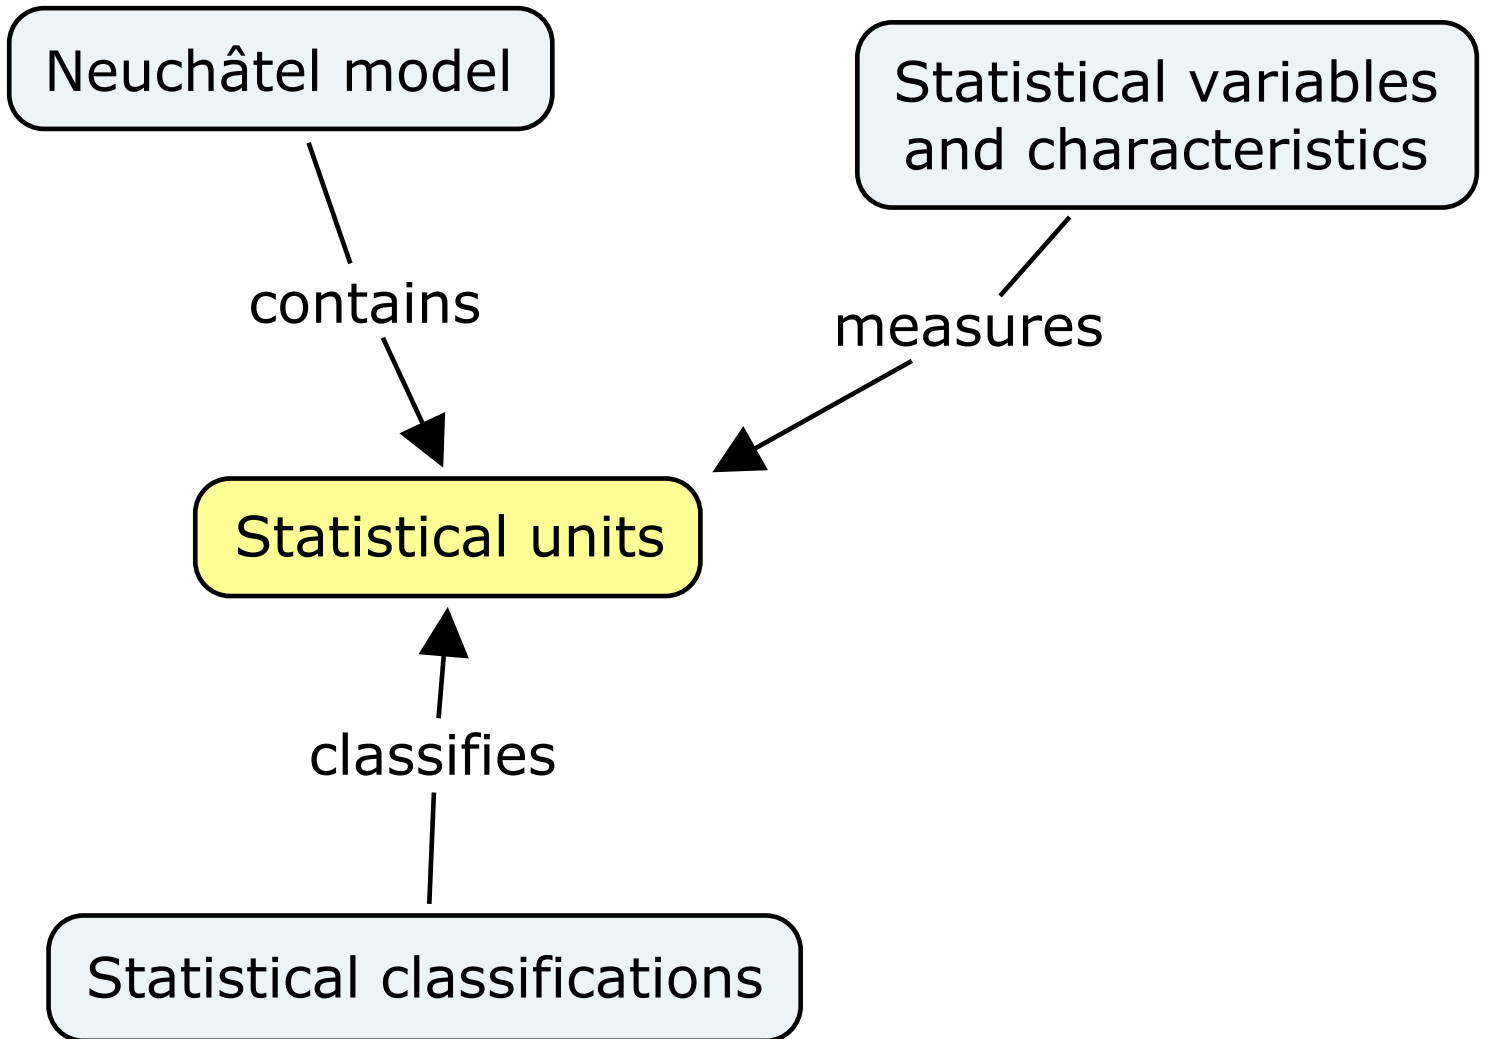 Neuchâtel model
Statistical variables
and characteristics
contains
measures
Statistical units
classifies
Statistical classifications